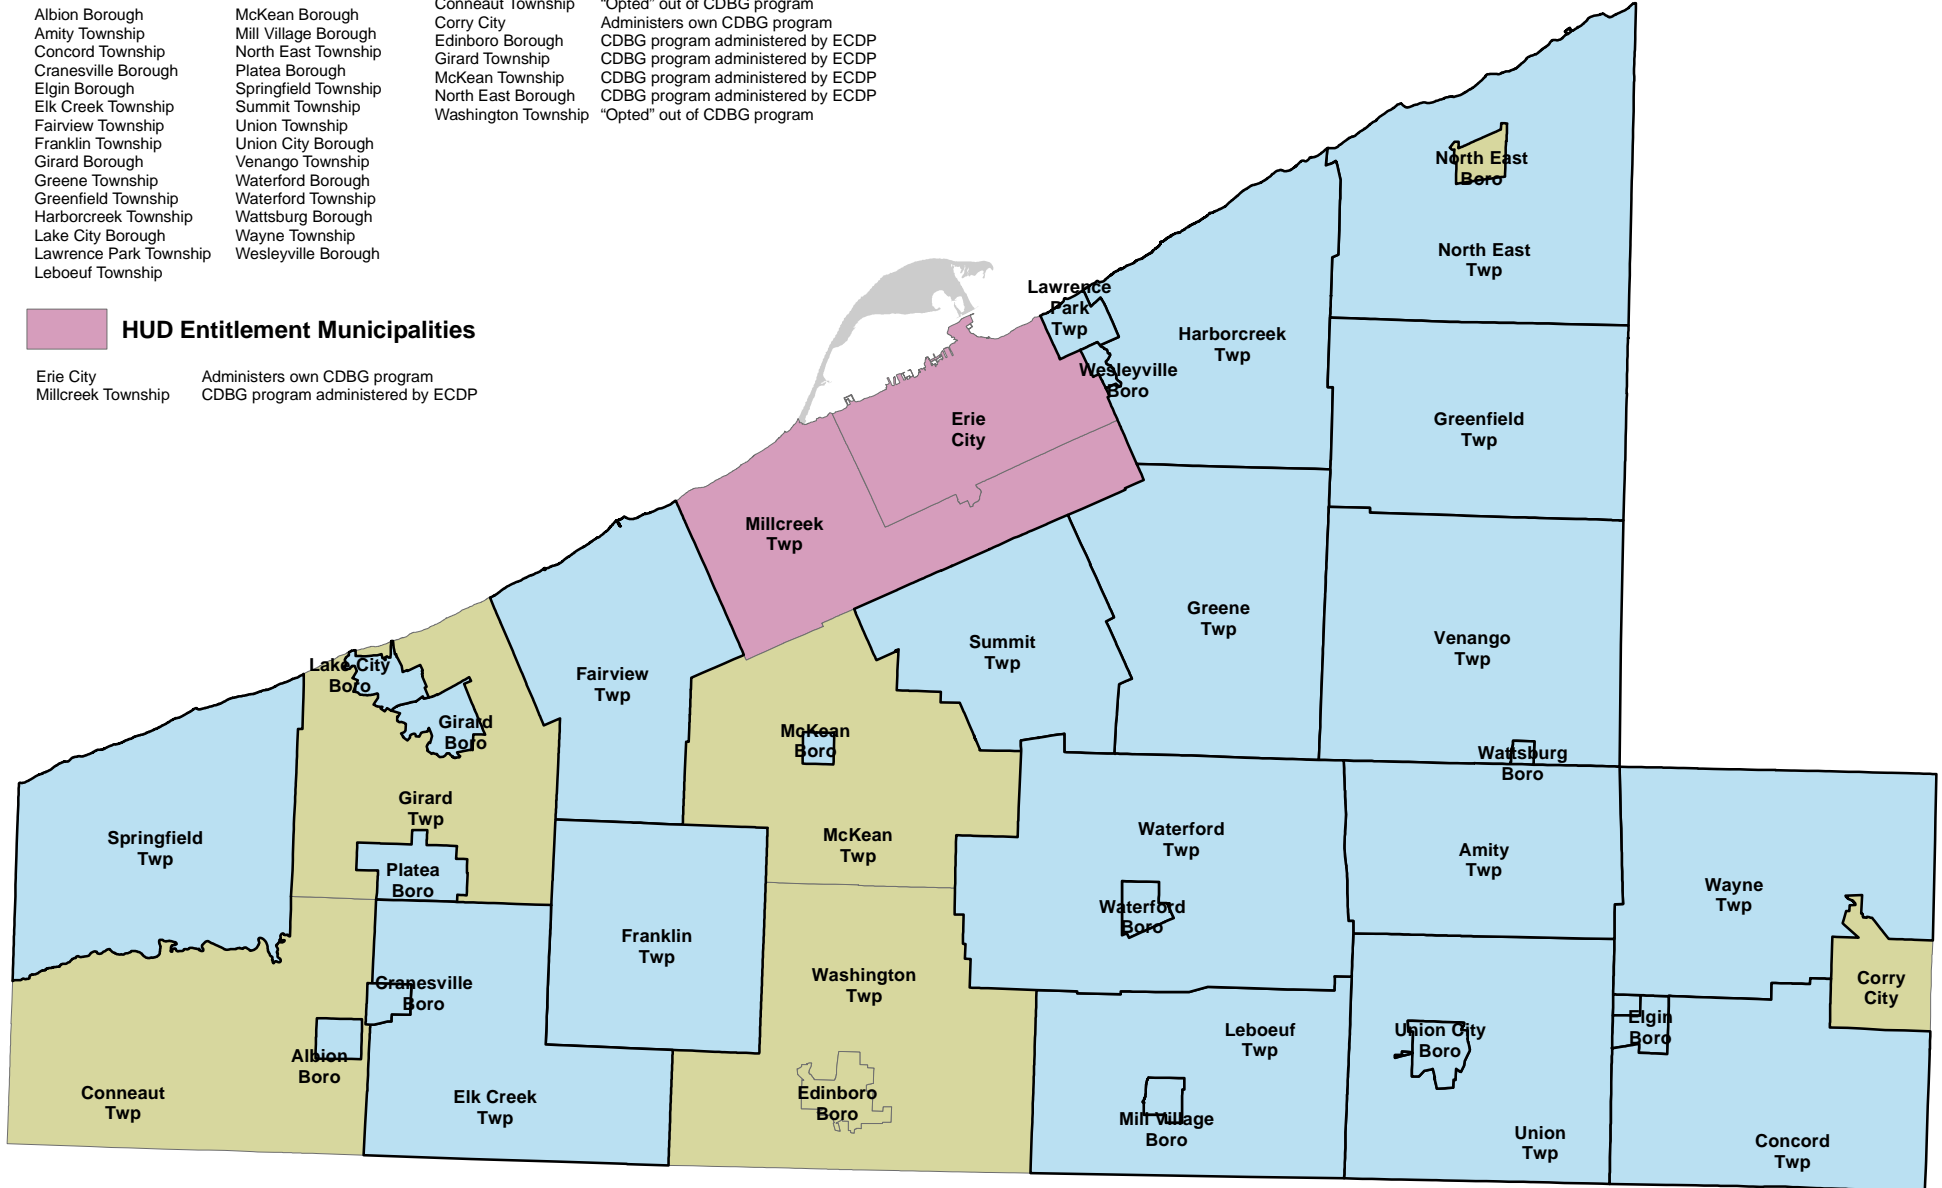 Albion Borough
Amity Township
Concord Township
Cranesville Borough
Elgin Borough
Elk Creek Township
Fairview Township
Franklin Township
Girard Borough
Greene Township
Greenfield Township
Harborcreek Township
Lake City Borough
Lawrence Park Township
Leboeuf Township
McKean Borough
Mill Village Borough
North East Township
Platea Borough
Springfield Township
Summit Township
Union Township
Union City Borough
Venango Township
Waterford Borough
Waterford Township
Wattsburg Borough
Wayne Township
Wesleyville Borough
Conneaut Township “Opted” out of CDBG program
Corry City Administers own CDBG program
Edinboro Borough CDBG program administered by ECDP
Girard Township CDBG program administered by ECDP
McKean Township CDBG program administered by ECDP
North East Borough CDBG program administered by ECDP
Washington Township “Opted” out of CDBG program
HUD Entitlement Municipalities
Erie City Administers own CDBG program
Millcreek Township CDBG program administered by ECDP
North East
Boro
North East
Twp
Lawrence
Park
Twp
Harborcreek
Twp
Wesleyville
Boro
Erie
City
Greenfield
Twp
Millcreek
Twp
Greene
Twp
Summit
Twp
Venango
Twp
Fairview
Twp
Lake City
Boro
Girard
Boro
McKean
Boro
Wattsburg
Boro
Girard
Twp
Springfield
Twp
McKean
Twp
Waterford
Twp
Amity
Twp
Platea
Boro
Wayne
Twp
Waterford
Boro
Franklin
Twp
Washington
Twp
Corry
City
Cranesville
Boro
Leboeuf
Twp
Union City
Boro
Elgin
Boro
Albion
Boro
Conneaut
Twp
Elk Creek
Twp
Edinboro
Boro
Mill Village
Boro
Union
Twp
Concord
Twp